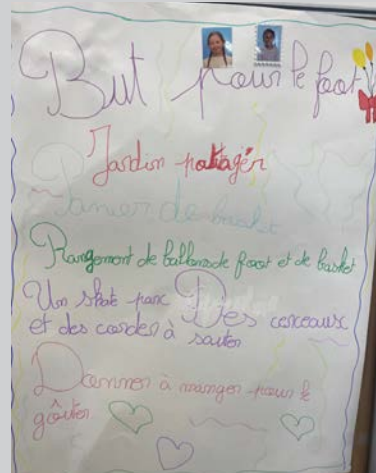 But pour le foot
Jardin potager
Panier de basket
Rangement de ballons de foot et de basket
Un skate parc Des cerceaux
et des cordes à sauter
Donner à manger pour le
goûter